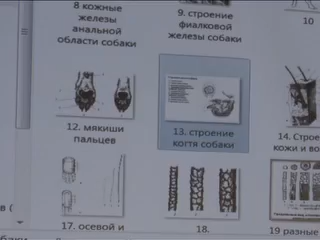 8 кожные
железы
анальной
области собаки
9. строение
фиалковой
железы собаки
10
12. мякиши
пальцев
13. строение
когтя собаки
14. Строе
кожи и во
17. осевой и
18.
19 разные